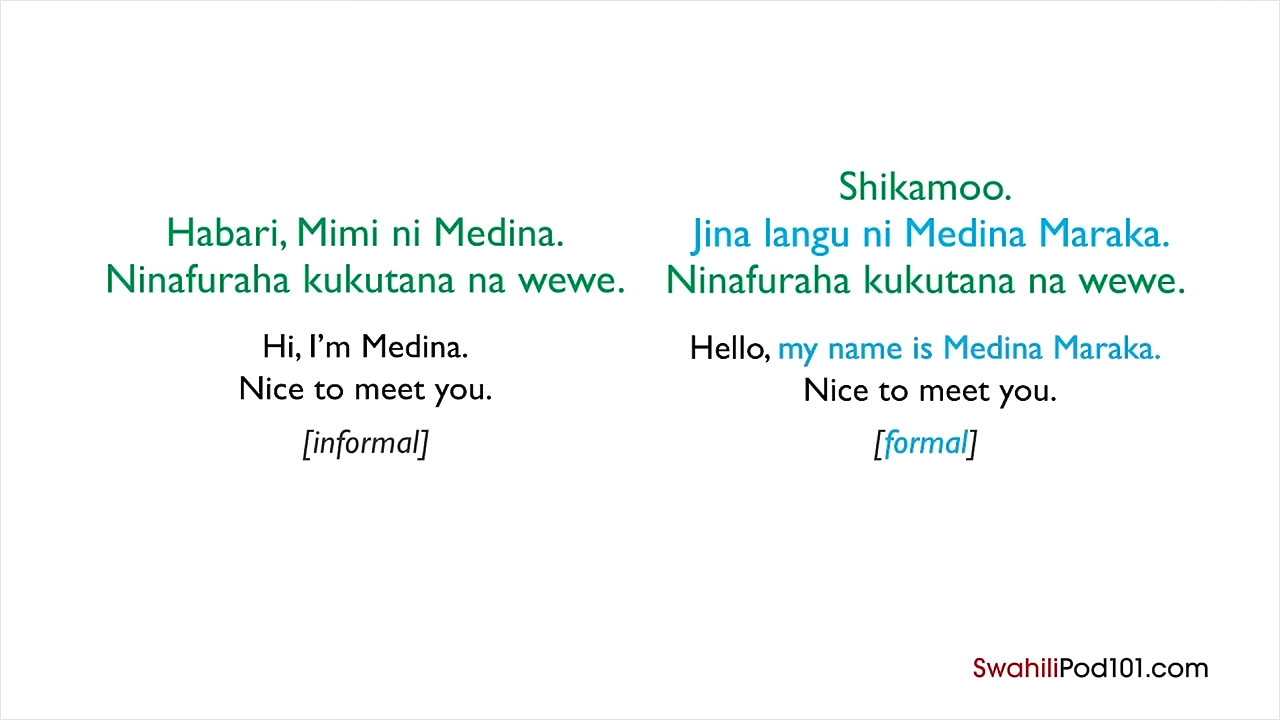 Habari, Mimi ni Medina.
Ninafuraha kukutana na wewe.
Hi, I’m Medina.
Nice to meet you.
[informal]
Shikamoo.
Jina langu ni Medina Maraka.
Ninafuraha kukutana na wewe.
Hello, my name is Medina Maraka.
Nice to meet you.
[formal]
SwahiliPod101.com